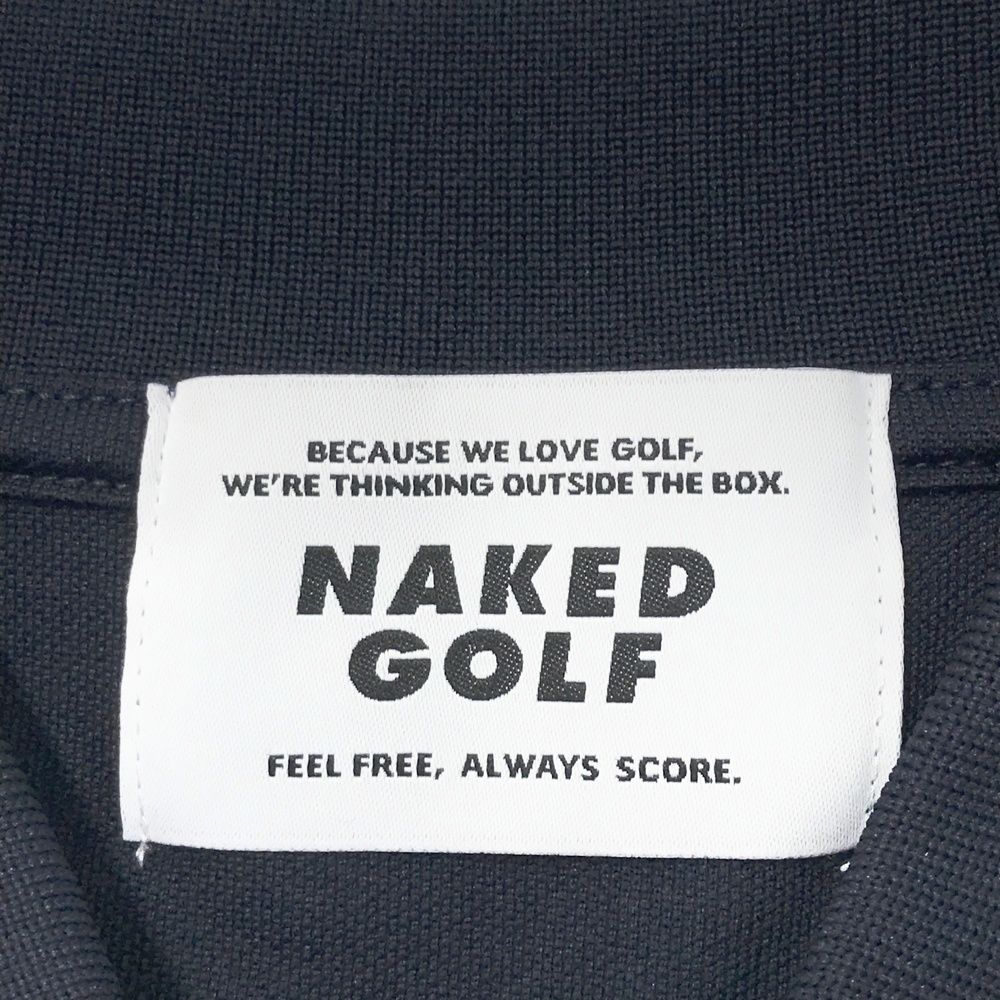 BECAUSE WE LOVE GOLF,
WE'RE THINKING OUTSIDE THE BOX.
NAKED
GOLF
FEEL FREE, ALWAYS SCORE.